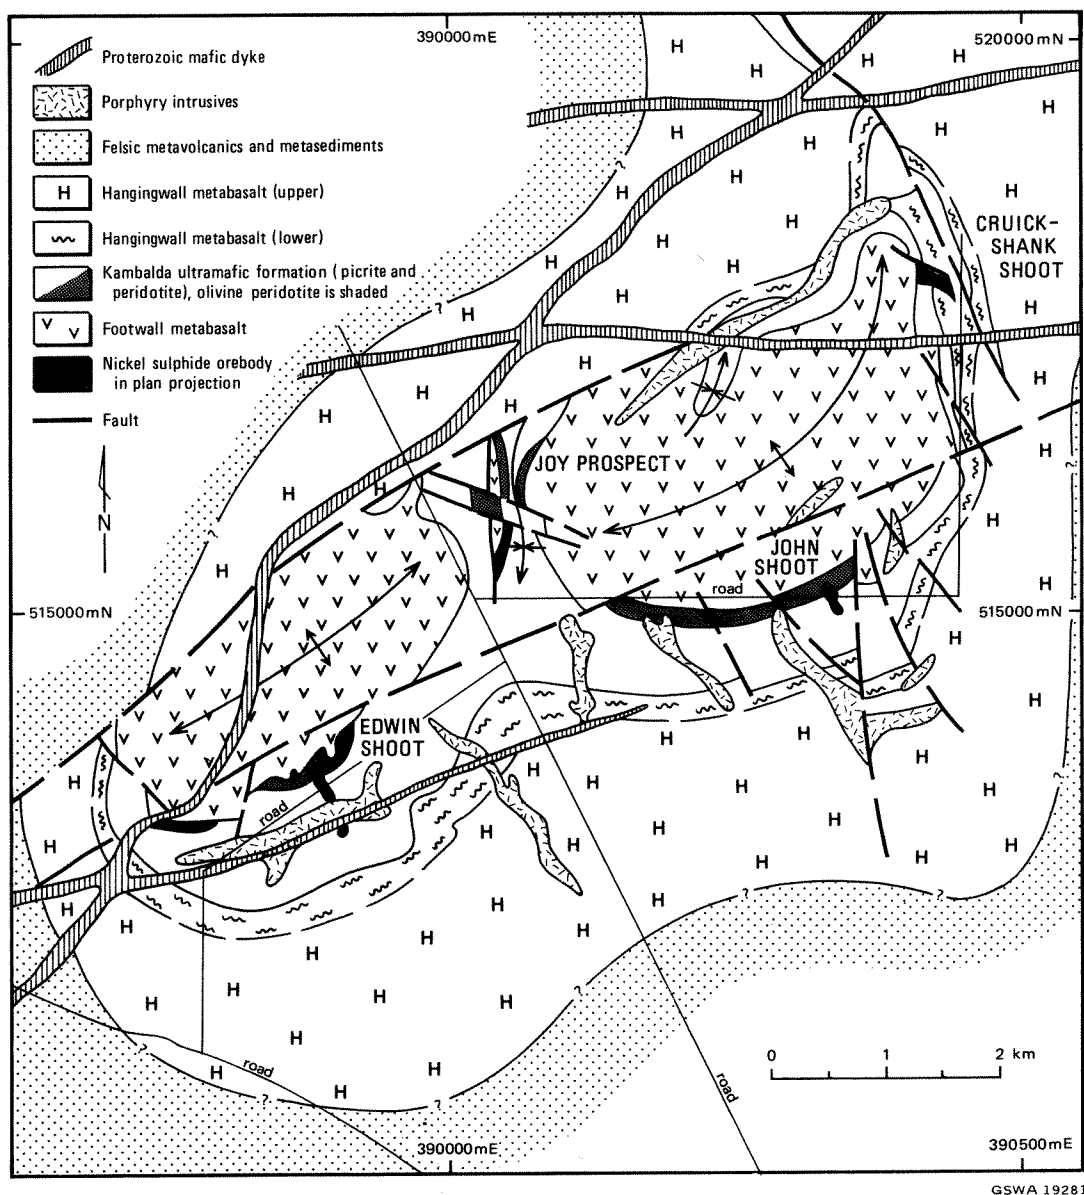 390000mE
520000mN
Proterozoic mafic dyke
Porphyry intrusives
Felsic metavolcanics and metasediments
H Hangingwall metabasalt (upper)
Hangingwall metabasalt (lower)
Kambalda ultramafic formation (picrite and
peridotite), olivine peridotite is shaded
Footwall metabasalt
Nickel sulphide orebody
in plan projection
Fault
N
CRUICK-
SHANK
SHOOT
JOY PROSPECT
JOHN
SHOOT
road
515000mN
515000mN
EDWIN
SHOOT
road
road
road
0 1 2 km
390000mE
390500mE
GSWA 19281